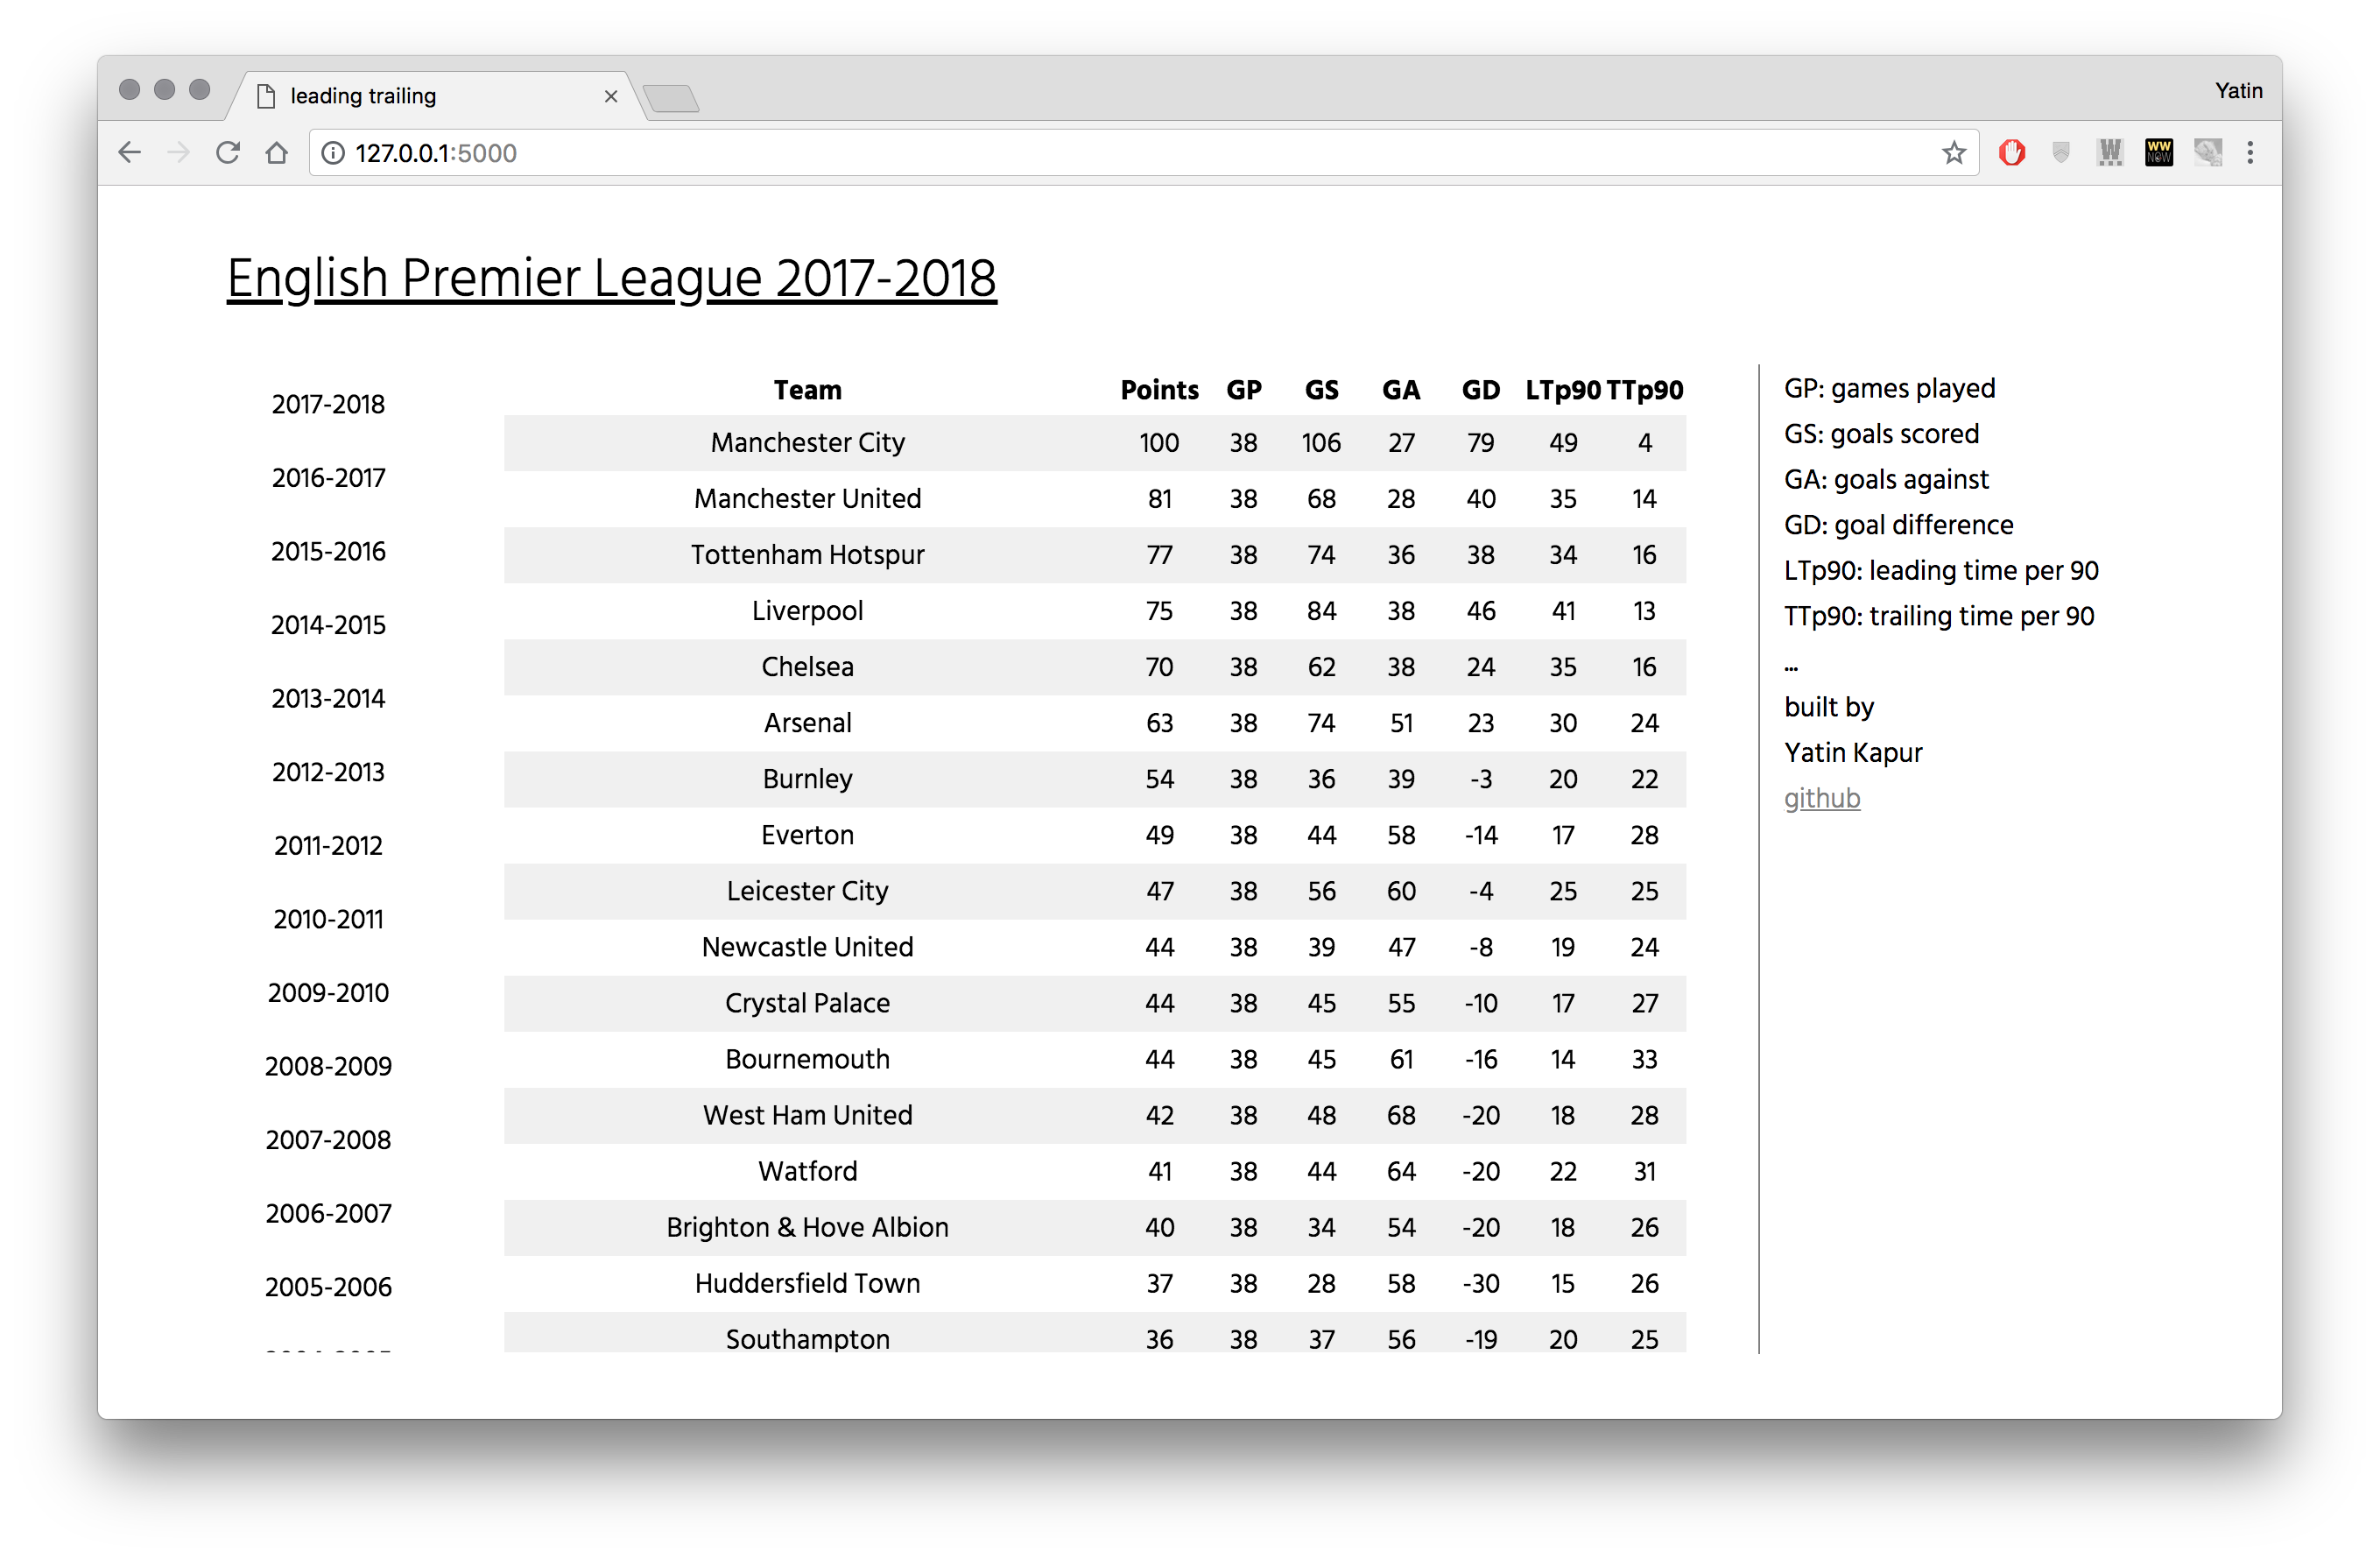 leading trailing
Yatin
127.0.0.1:5000
W
WW
NOW
English Premier League 2017-2018
2017-2018
2016-2017
2015-2016
2014-2015
2013-2014
2012-2013
2011-2012
2010-2011
2009-2010
2008-2009
2007-2008
2006-2007
2005-2006
Team Points GP GS GA GD LTp90 TTp90
Manchester City 100 38 106 27 79 49 4
Manchester United 81 38 68 28 40 35 14
Tottenham Hotspur 77 38 74 36 38 34 16
Liverpool 75 38 84 38 46 41 13
Chelsea 70 38 62 38 24 35 16
Arsenal 63 38 74 51 23 30 24
Burnley 54 38 36 39 -3 20 22
Everton 49 38 44 58 -14 17 28
Leicester City 47 38 56 60 -4 25 25
Newcastle United 44 38 39 47 -8 19 24
Crystal Palace 44 38 45 55 -10 17 27
Bournemouth 44 38 45 61 -16 14 33
West Ham United 42 38 48 68 -20 18 28
Watford 41 38 44 64 -20 22 31
Brighton & Hove Albion 40 38 34 54 -20 18 26
Huddersfield Town 37 38 28 58 -30 15 26
Southampton 36 38 37 56 -19 20 25
GP: games played
GS: goals scored
GA: goals against
GD: goal difference
LTp90: leading time per 90
TTp90: trailing time per 90
...
built by
Yatin Kapur
github